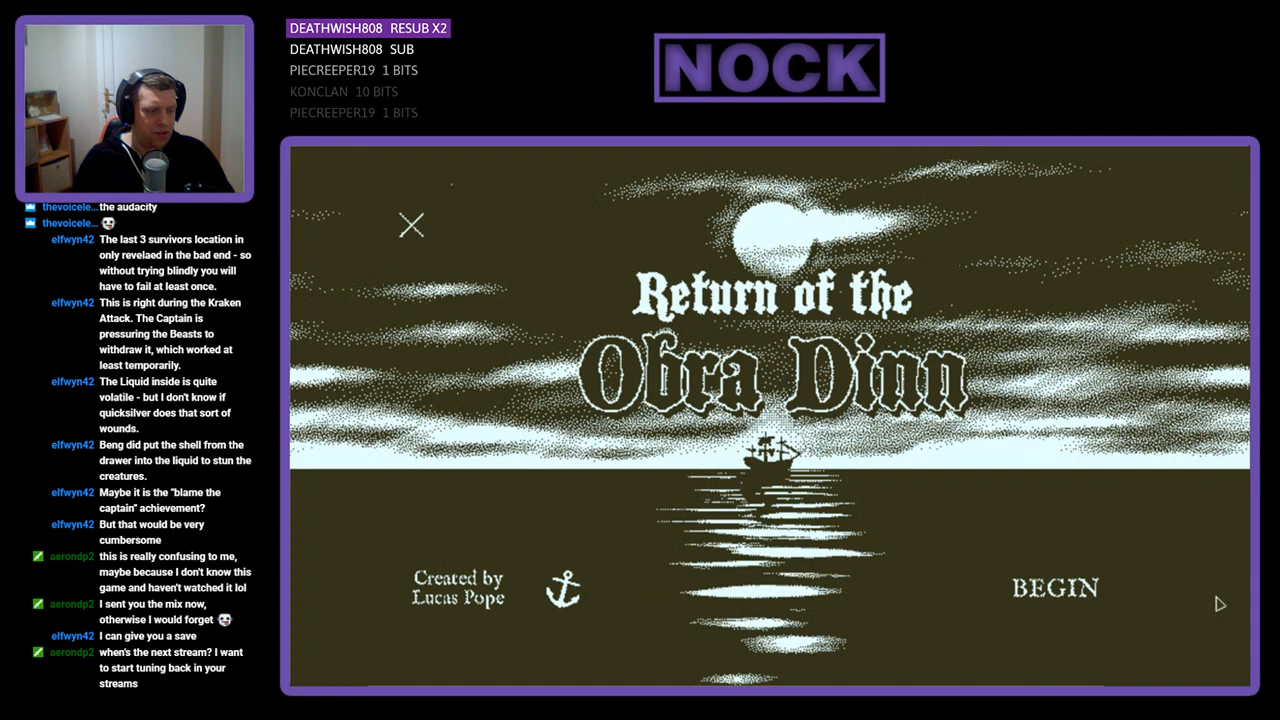 DEATHWISH808 RESUB X2
DEATHWISH808 SUB
PIECREEPER19 1 BITS
KONCLAN 10 BITS
PIECREEPER19 1 BITS
NOCK
thevoicele... the audacity
thevoicele...
elfwyn42 The last 3 survivors location in
only revelaed in the bad end - so
without trying blindly you will
have to fail at least once.
elfwyn42 This is right during the Kraken
Attack. The Captain is
pressuring the Beasts to
withdraw it, which worked at
least temporarily.
elfwyn42 The Liquid inside is quite
volatile - but I don't know if
quicksilver does that sort of
wounds.
elfwyn42 Beng did put the shell from the
drawer into the liquid to stun the
creatures.
elfwyn42 Maybe it is the "blame the
captain" achievement?
elfwyn42 But that would be very
cumbersome
aerondp2 this is really confusing to me,
maybe because I don't know this
game and haven't watched it lol
aerondp2 I sent you the mix now,
otherwise I would forget
elfwyn42 I can give you a save
aerondp2 when's the next stream? I want
to start tuning back in your
streams
Return of the
Obra Dinn
Created by
Lucas Pope
BEGIN